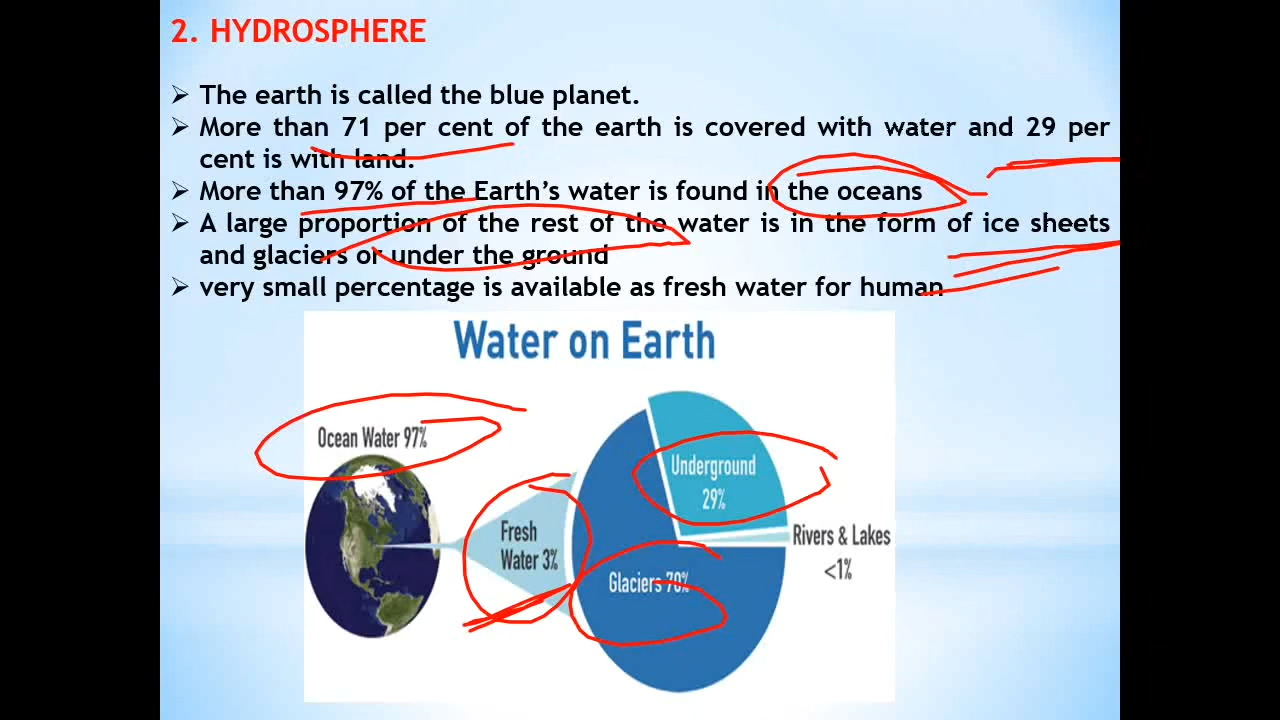 2. HYDROSPHERE
➢ The earth is called the blue planet.
➢ More than 71 per cent of the earth is covered with water and 29 per
cent is with land.
➢ More than 97% of the Earth's water is found in the oceans
➢ A large proportion of the rest of the water is in the form of ice sheets
and glaciers or under the ground
➢ very small percentage is available as fresh water for human
Water on Earth
Ocean Water 97%
Fresh
Water 3%
Underground
29%
Glaciers 70%
Rivers & Lakes
<1%